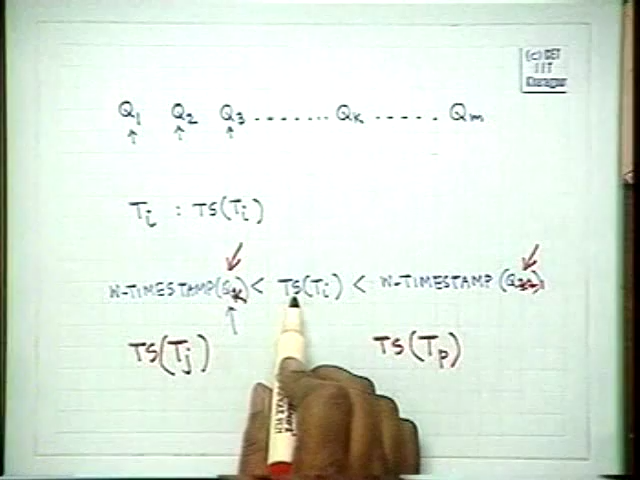 (c) CET
IIT
Kharagpur
Q₁ Q₂ Q₃ ....... Qₖ ..... Qₘ
Tᵢ : TS(Tᵢ)
W-TIMESTAMP(Qₖ) < TS(Tᵢ) < W-TIMESTAMP
TS(Tⱼ) TS(Tₚ)